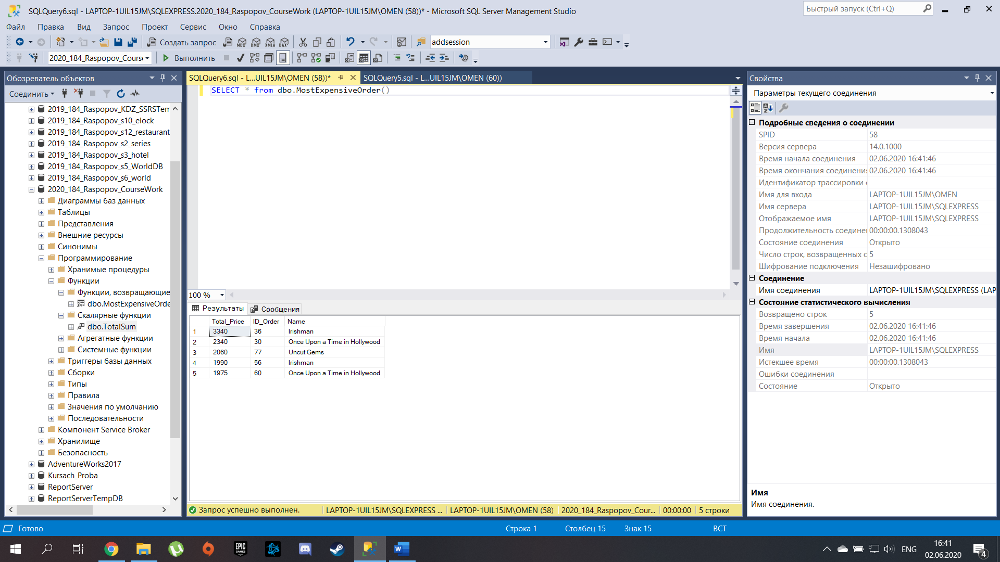 SQLQuery6.sql - LAPTOP-1UIL15JM\SQLEXPRESS.2020_184_Raspopov_CourseWork (LAPTOP-1UIL15JM\OMEN (58))* - Microsoft SQL Server Management Studio
Быстрый запуск (Ctrl+Q)
Файл Правка Вид Запрос Проект Сервис Окно Справка
Создать запрос
MDX DMX XMLA DAX
addsession
2020_184_Raspopov_Course
Выполнить
Обозреватель объектов
Соединить
2019_184_Raspopov_KDZ_SSRSTem
2019_184_Raspopov_s10_elock
2019_184_Raspopov_s12_restaurant
2019_184_Raspopov_s2_series
2019_184_Raspopov_s3_hotel
2019_184_Raspopov_s5_WorldDB
2019_184_Raspopov_s6_world
2020_184_Raspopov_CourseWork
Диаграммы баз данных
Таблицы
Представления
Внешние ресурсы
Синонимы
Программирование
Хранимые процедуры
Функции
Функции, возвращающие
dbo.MostExpensiveOrde
Скалярные функции
dbo.TotalSum
Агрегатные функции
Системные функции
Триггеры базы данных
Сборки
Типы
Правила
Значения по умолчанию
Последовательности
Компонент Service Broker
Хранилище
Безопасность
AdventureWorks2017
Kursach_Proba
ReportServer
ReportServerTempDB
SQLQuery6.sql - L...UIL15JM\OMEN (58))*
SQLQuery5.sql - L...UIL15JM\OMEN (60))
SELECT * from dbo.MostExpensiveOrder()
100 %
Результаты
Сообщения
Total_Price ID_Order Name
1 3340 36 Irishman
2 2340 30 Once Upon a Time in Hollywood
3 2060 77 Uncut Gems
4 1990 56 Irishman
5 1975 60 Once Upon a Time in Hollywood
Запрос успешно выполнен.
LAPTOP-1UIL15JM\SQLEXPRESS ...
LAPTOP-1UIL15JM\OMEN (58)
2020_184_Raspopov_Cour...
00:00:00
5 строки
Свойства
Параметры текущего соединения
Подробные сведения о соединении
SPID 58
Версия сервера 14.0.1000
Время начала соединения 02.06.2020 16:41:46
Время окончания соединени 02.06.2020 16:41:46
Идентификатор трассировки
Имя для входа LAPTOP-1UIL15JM\OMEN
Имя сервера LAPTOP-1UIL15JM\SQLEXPRESS
Отображаемое имя LAPTOP-1UIL15JM\SQLEXPRESS
Продолжительность соедине 00:00:00.1308043
Состояние соединения Открыто
Число строк, возвращенных с 5
Шифрование подключения Незашифровано
Соединение
Имя соединения LAPTOP-1UIL15JM\SQLEXPRESS (LAP
Состояние статистического вычисления
Возвращено строк 5
Время завершения 02.06.2020 16:41:46
Время начала 02.06.2020 16:41:46
Имя LAPTOP-1UIL15JM\SQLEXPRESS
Истекшее время 00:00:00.1308043
Ошибки соединения
Состояние Открыто
Имя
Имя соединения.
Готово
Строка 1
Столбец 15
Знак 15
ВСТ
EPIC
GAMES
ENG
16:41
02.06.2020
4